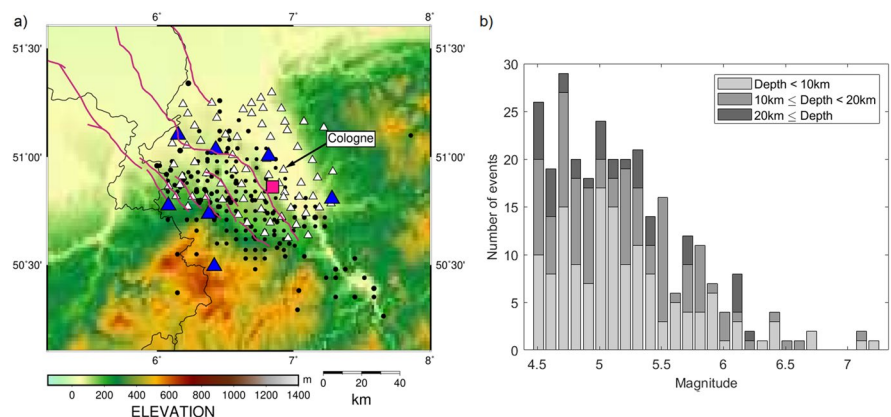 a)
6° 7° 8°
51°30' 51°30'
Cologne
51°00' 51°00'
50°30' 50°30'
6° 7° 8°
0 200 400 600 800 1000 1200 1400 m
ELEVATION
0 20 40
km
b)
30
25
20
15
10
5
0
Number of events
Depth < 10km
10km ≤ Depth < 20km
20km ≤ Depth
4.5 5 5.5 6 6.5 7
Magnitude